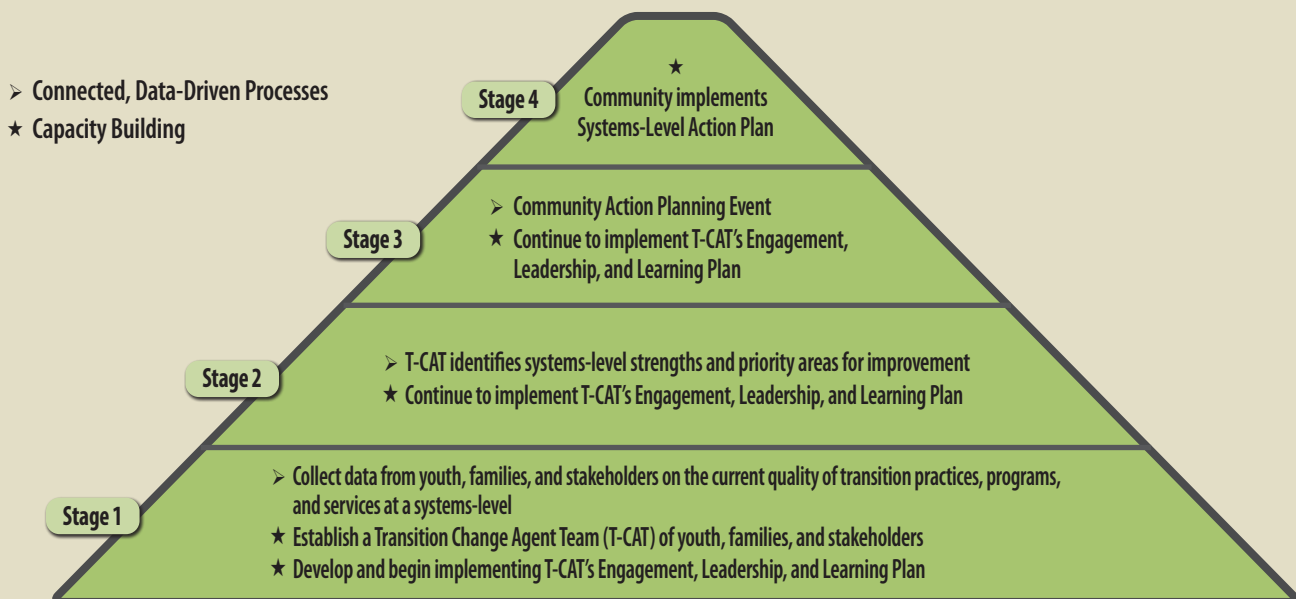 ➢ Connected, Data-Driven Processes
★ Capacity Building
Stage 4
★
Community implements
Systems-Level Action Plan
Stage 3
➢ Community Action Planning Event
★ Continue to implement T-CAT’s Engagement,
Leadership, and Learning Plan
Stage 2
➢ T-CAT identifies systems-level strengths and priority areas for improvement
★ Continue to implement T-CAT’s Engagement, Leadership, and Learning Plan
Stage 1
➢ Collect data from youth, families, and stakeholders on the current quality of transition practices, programs,
and services at a systems-level
★ Establish a Transition Change Agent Team (T-CAT) of youth, families, and stakeholders
★ Develop and begin implementing T-CAT’s Engagement, Leadership, and Learning Plan